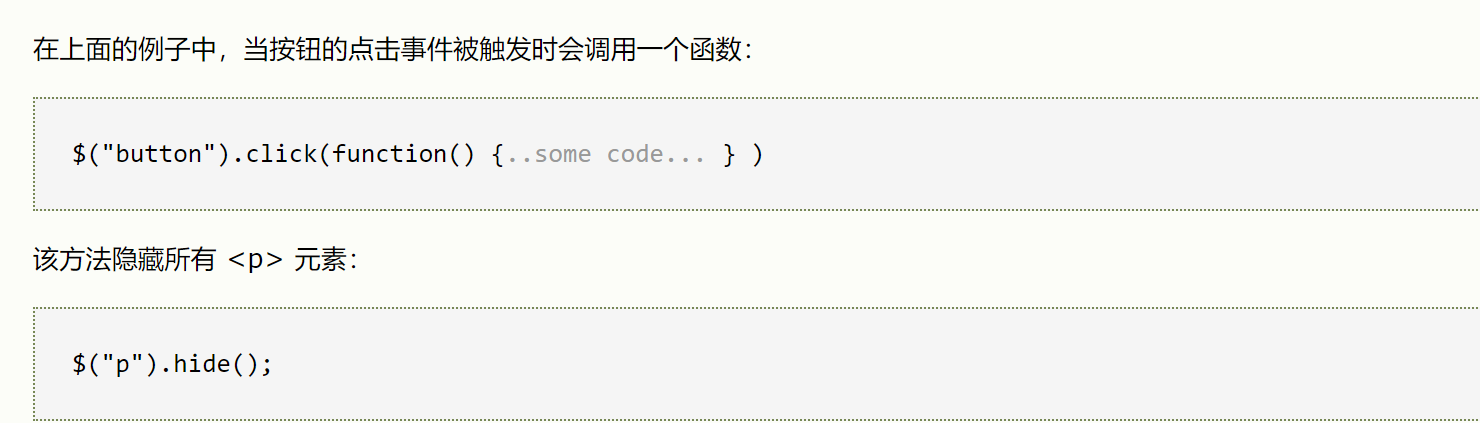 在上面的例子中，当按钮的点击事件被触发时会调用一个函数：
$("button").click(function() {..some code... } )
该方法隐藏所有 <p> 元素：
$("p").hide();